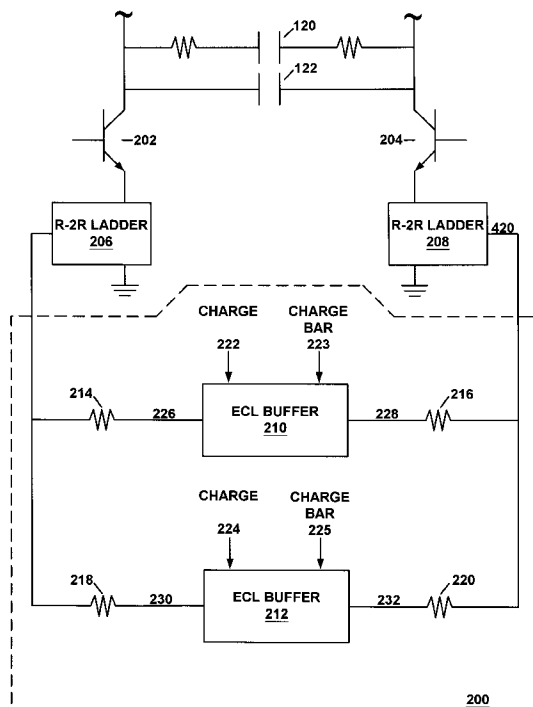 120
122
202
204
R-2R LADDER
206
R-2R LADDER
208
420
CHARGE
222
CHARGE
BAR
223
214
226
ECL BUFFER
210
228
216
CHARGE
224
CHARGE
BAR
225
218
230
ECL BUFFER
212
232
220
200